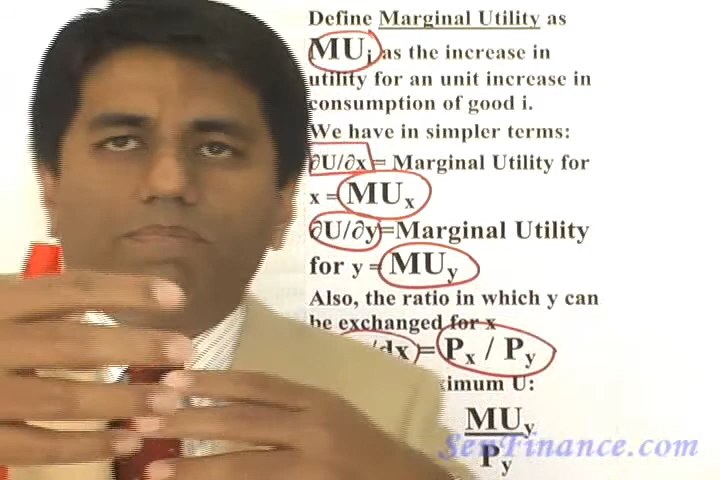 Define Marginal Utility as
MUi as the increase in
utility for an unit increase in
consumption of good i.
We have in simpler terms:
∂U/∂x = Marginal Utility for
x = MUx
∂U/∂y=Marginal Utility
for y = MUy
Also, the ratio in which y can
be exchanged for x
/dx = Px / Py
ximum U:
MUy
Py
SenFinance.com